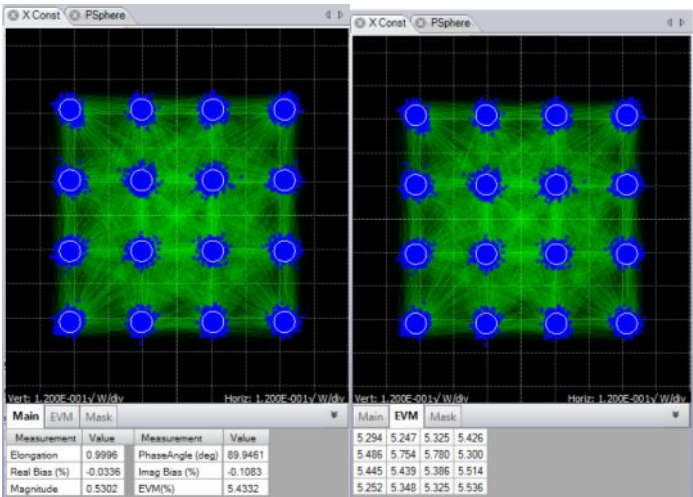 X Const PSphere
Vert: 1.200E-001√ W/div Horiz: 1.200E-001√ W/div
Main EVM Mask
Measurement Value Measurement Value
Elongation 0.9996 PhaseAngle (deg) 89.9461
Real Bias (%) -0.0336 Imag Bias (%) -0.1083
Magnitude 0.5302 EVM(%) 5.4332
X Const PSphere
Vert: 1.200E-001√ W/div Horiz: 1.200E-001√ W/div
Main EVM Mask
5.294 5.247 5.325 5.426
5.486 5.754 5.780 5.300
5.445 5.439 5.386 5.514
5.252 5.348 5.325 5.536